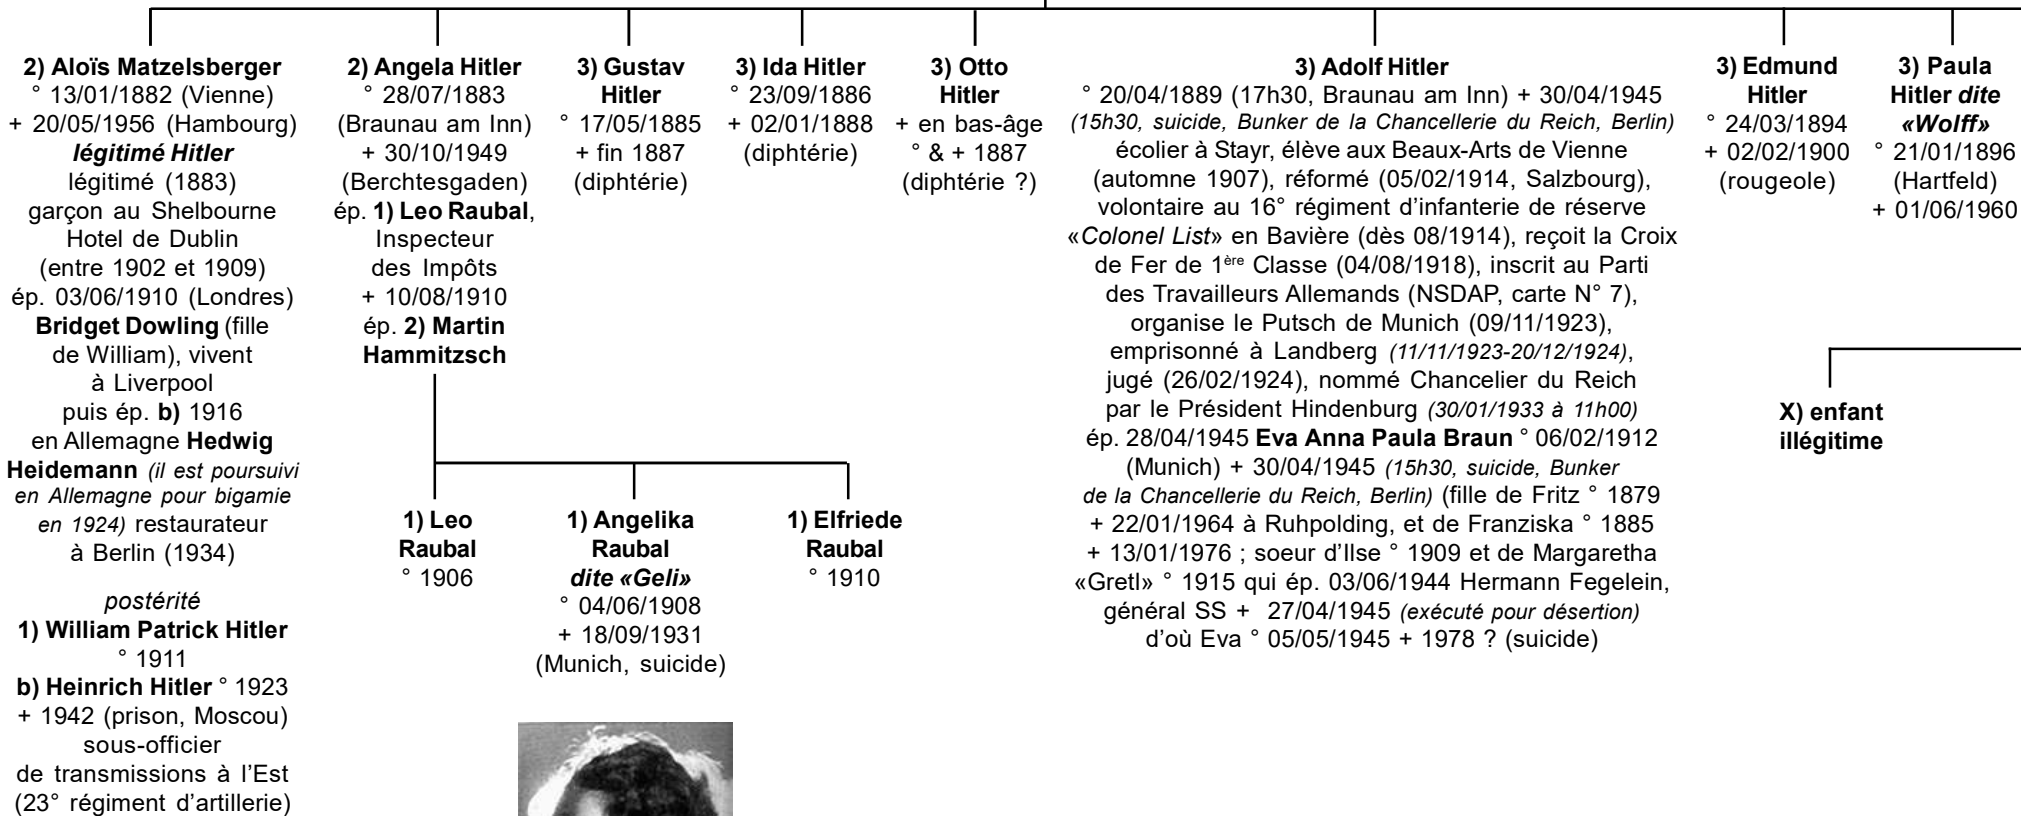 2) Aloïs Matzelsberger
° 13/01/1882 (Vienne)
+ 20/05/1956 (Hambourg)
légitimé Hitler
légitimé (1883)
garçon au Shelbourne
Hotel de Dublin
(entre 1902 et 1909)
ép. 03/06/1910 (Londres)
Bridget Dowling (fille
de William), vivent
à Liverpool
puis ép. b) 1916
en Allemagne Hedwig
Heidemann (il est poursuivi
en Allemagne pour bigamie
en 1924) restaurateur
à Berlin (1934)
postérité
1) William Patrick Hitler
° 1911
b) Heinrich Hitler ° 1923
+ 1942 (prison, Moscou)
sous-officier
de transmissions à l'Est
(23° régiment d'artillerie)
2) Angela Hitler
° 28/07/1883
(Braunau am Inn)
+ 30/10/1949
(Berchtesgaden)
ép. 1) Leo Raubal,
Inspecteur
des Impôts
+ 10/08/1910
ép. 2) Martin
Hammitzsch
1) Leo
Raubal
° 1906
1) Angelika
Raubal
dite «Geli»
° 04/06/1908
+ 18/09/1931
(Munich, suicide)
1) Elfriede
Raubal
° 1910
3) Gustav
Hitler
° 17/05/1885
+ fin 1887
(diphtérie)
3) Ida Hitler
° 23/09/1886
+ 02/01/1888
(diphtérie)
3) Otto
Hitler
+ en bas-âge
° & + 1887
(diphtérie ?)
3) Adolf Hitler
° 20/04/1889 (17h30, Braunau am Inn) + 30/04/1945
(15h30, suicide, Bunker de la Chancellerie du Reich, Berlin)
écolier à Stayr, élève aux Beaux-Arts de Vienne
(automne 1907), réformé (05/02/1914, Salzbourg),
volontaire au 16° régiment d'infanterie de réserve
«Colonel List» en Bavière (dès 08/1914), reçoit la Croix
de Fer de 1ère Classe (04/08/1918), inscrit au Parti
des Travailleurs Allemands (NSDAP, carte N° 7),
organise le Putsch de Munich (09/11/1923),
emprisonné à Landberg (11/11/1923-20/12/1924),
jugé (26/02/1924), nommé Chancelier du Reich
par le Président Hindenburg (30/01/1933 à 11h00)
ép. 28/04/1945 Eva Anna Paula Braun ° 06/02/1912
(Munich) + 30/04/1945 (15h30, suicide, Bunker
de la Chancellerie du Reich, Berlin) (fille de Fritz ° 1879
+ 22/01/1964 à Ruhpolding, et de Franziska ° 1885
+ 13/01/1976 ; soeur d'Ilse ° 1909 et de Margaretha
«Gretl» ° 1915 qui ép. 03/06/1944 Hermann Fegelein,
général SS + 27/04/1945 (exécuté pour désertion)
d'où Eva ° 05/05/1945 + 1978 ? (suicide)
3) Edmund
Hitler
° 24/03/1894
+ 02/02/1900
(rougeole)
3) Paula
Hitler dite
«Wolff»
° 21/01/1896
(Hartfeld)
+ 01/06/1960
X) enfant
illégitime